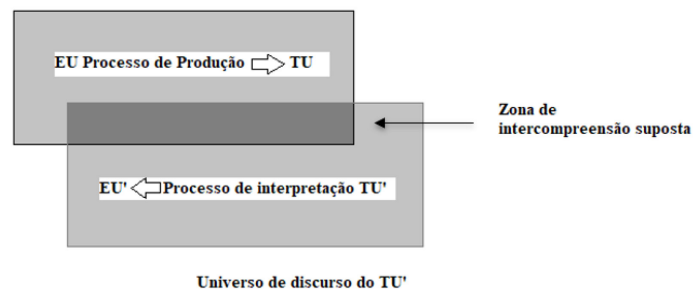 EU Processo de Produção TU
Zona de
intercompreensão suposta
EU' Processo de interpretação TU'
Universo de discurso do TU'